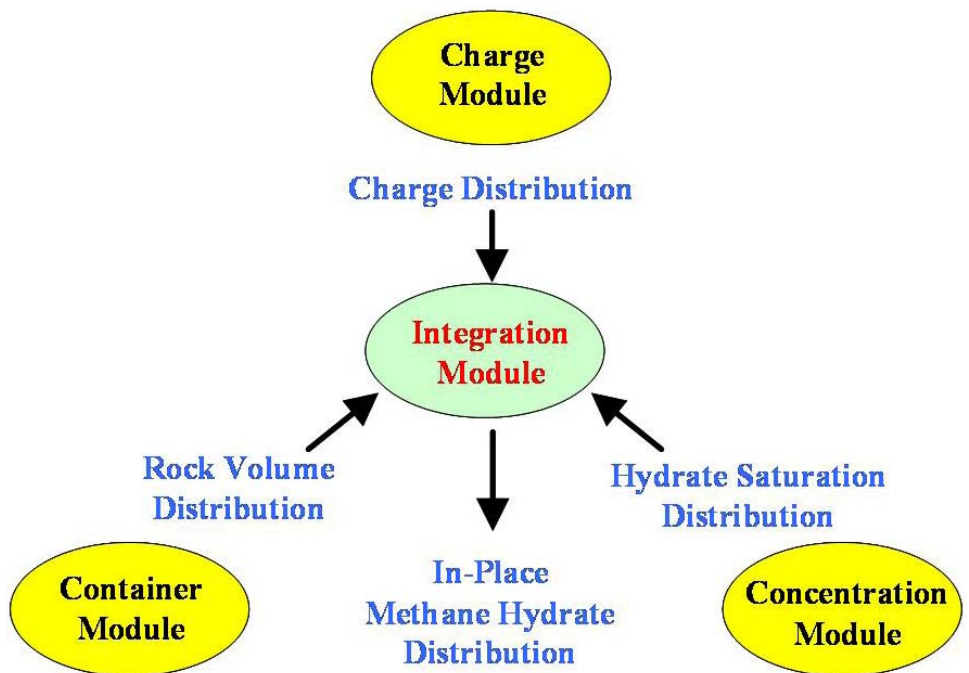 Charge
Module
Charge Distribution
Integration
Module
Rock Volume
Distribution
Hydrate Saturation
Distribution
Container
Module
In-Place
Methane Hydrate
Distribution
Concentration
Module